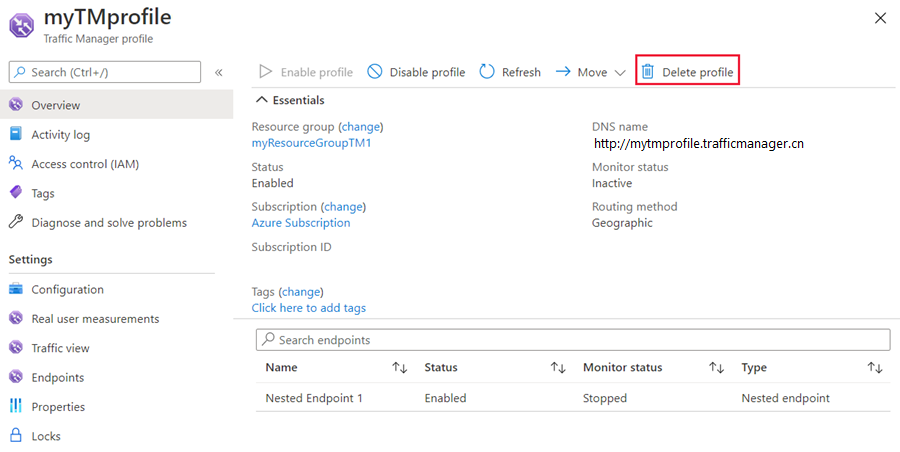 myTMprofile
Traffic Manager profile
Search (Ctrl+/)
«
Overview
Activity log
Access control (IAM)
Tags
Diagnose and solve problems
Settings
Configuration
Real user measurements
Traffic view
Endpoints
Properties
Locks
Enable profile Disable profile Refresh Move Delete profile
Essentials
Resource group (change)
myResourceGroupTM1
Status
Enabled
Subscription (change)
Azure Subscription
Subscription ID
DNS name
http://mytmprofile.trafficmanager.cn
Monitor status
Inactive
Routing method
Geographic
Tags (change)
Click here to add tags
Search endpoints
Name Status Monitor status Type
Nested Endpoint 1 Enabled Stopped Nested endpoint